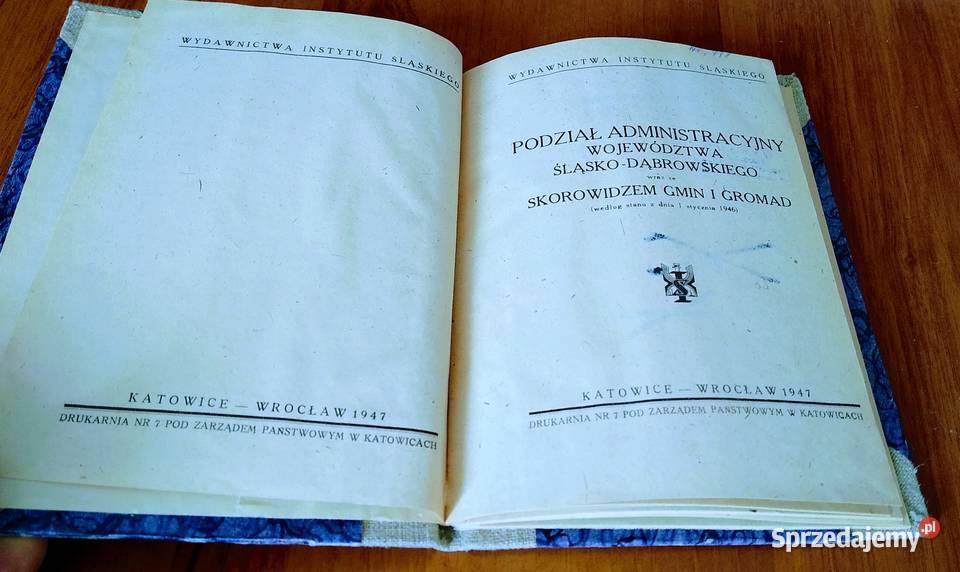 WYDAWNICTWA INSTYTUTU ŚLĄSKIEGO
KATOWICE — WROCŁAW 1947
DRUKARNIA NR 7 POD ZARZĄDEM PAŃSTWOWYM W KATOWICACH
WYDAWNICTWA INSTYTUTU ŚLĄSKIEGO
PODZIAŁ ADMINISTRACYJNY
WOJEWÓDZTWA
ŚLĄSKO-DĄBROWSKIEGO
wraz ze
SKOROWIDZEM GMIN I GROMAD
(według stanu z dnia 1 stycznia 1946)
KATOWICE — WROCŁAW 1947
DRUKARNIA NR 7 POD ZARZĄDEM PAŃSTWOWYM W KATOWICACH
Sprzedajemy.pl